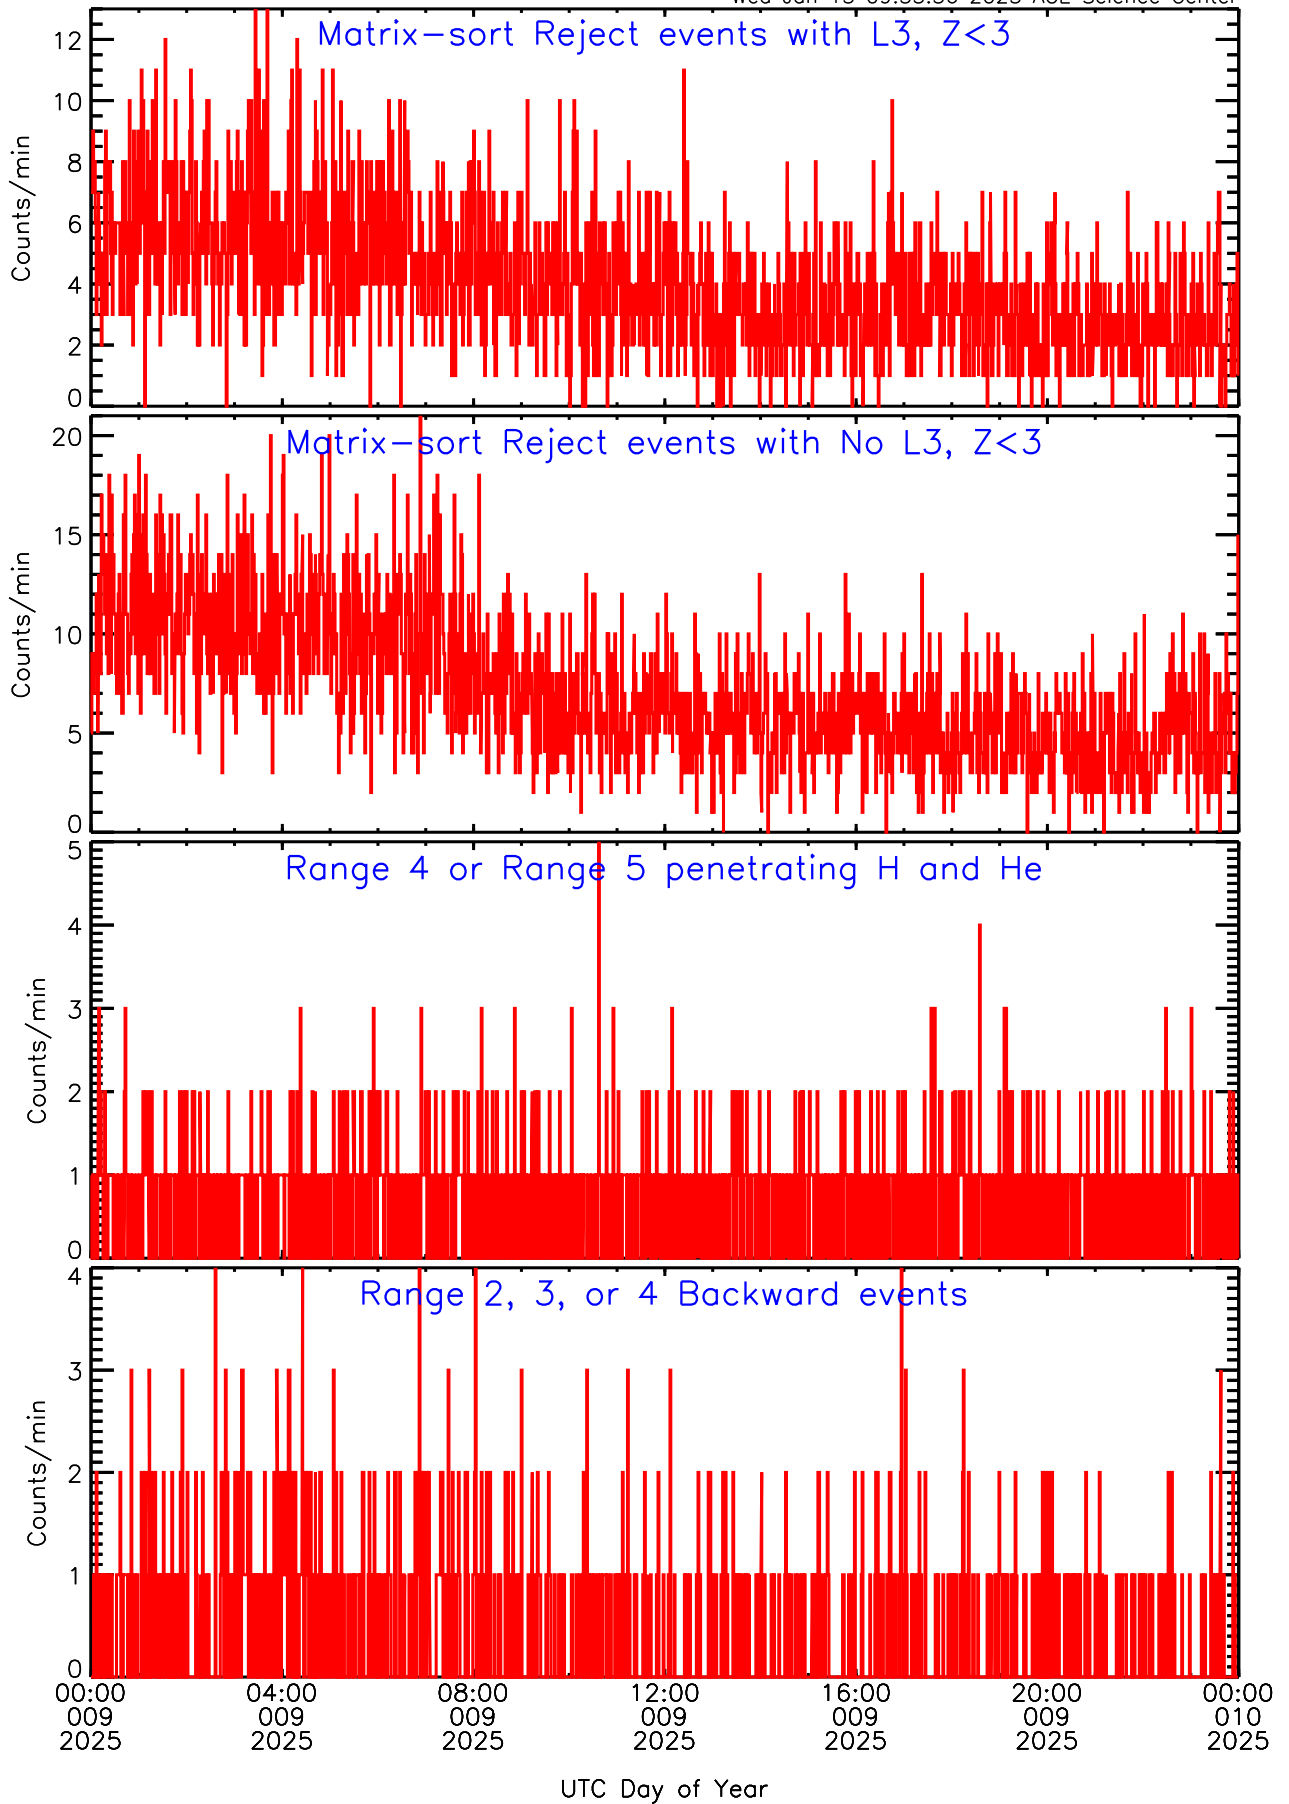 Matrix-sort Reject events with L3, Z<3
12
10
8
6
4
2
0
Counts/min
Matrix-sort Reject events with No L3, Z<3
20
15
10
5
0
Counts/min
Range 4 or Range 5 penetrating H and He
5
4
3
2
1
0
Counts/min
Range 2, 3, or 4 Backward events
4
3
2
1
0
Counts/min
00:00 04:00 08:00 12:00 16:00 20:00 00:00
009 009 009 009 009 009 010
2025 2025 2025 2025 2025 2025 2025
UTC Day of Year